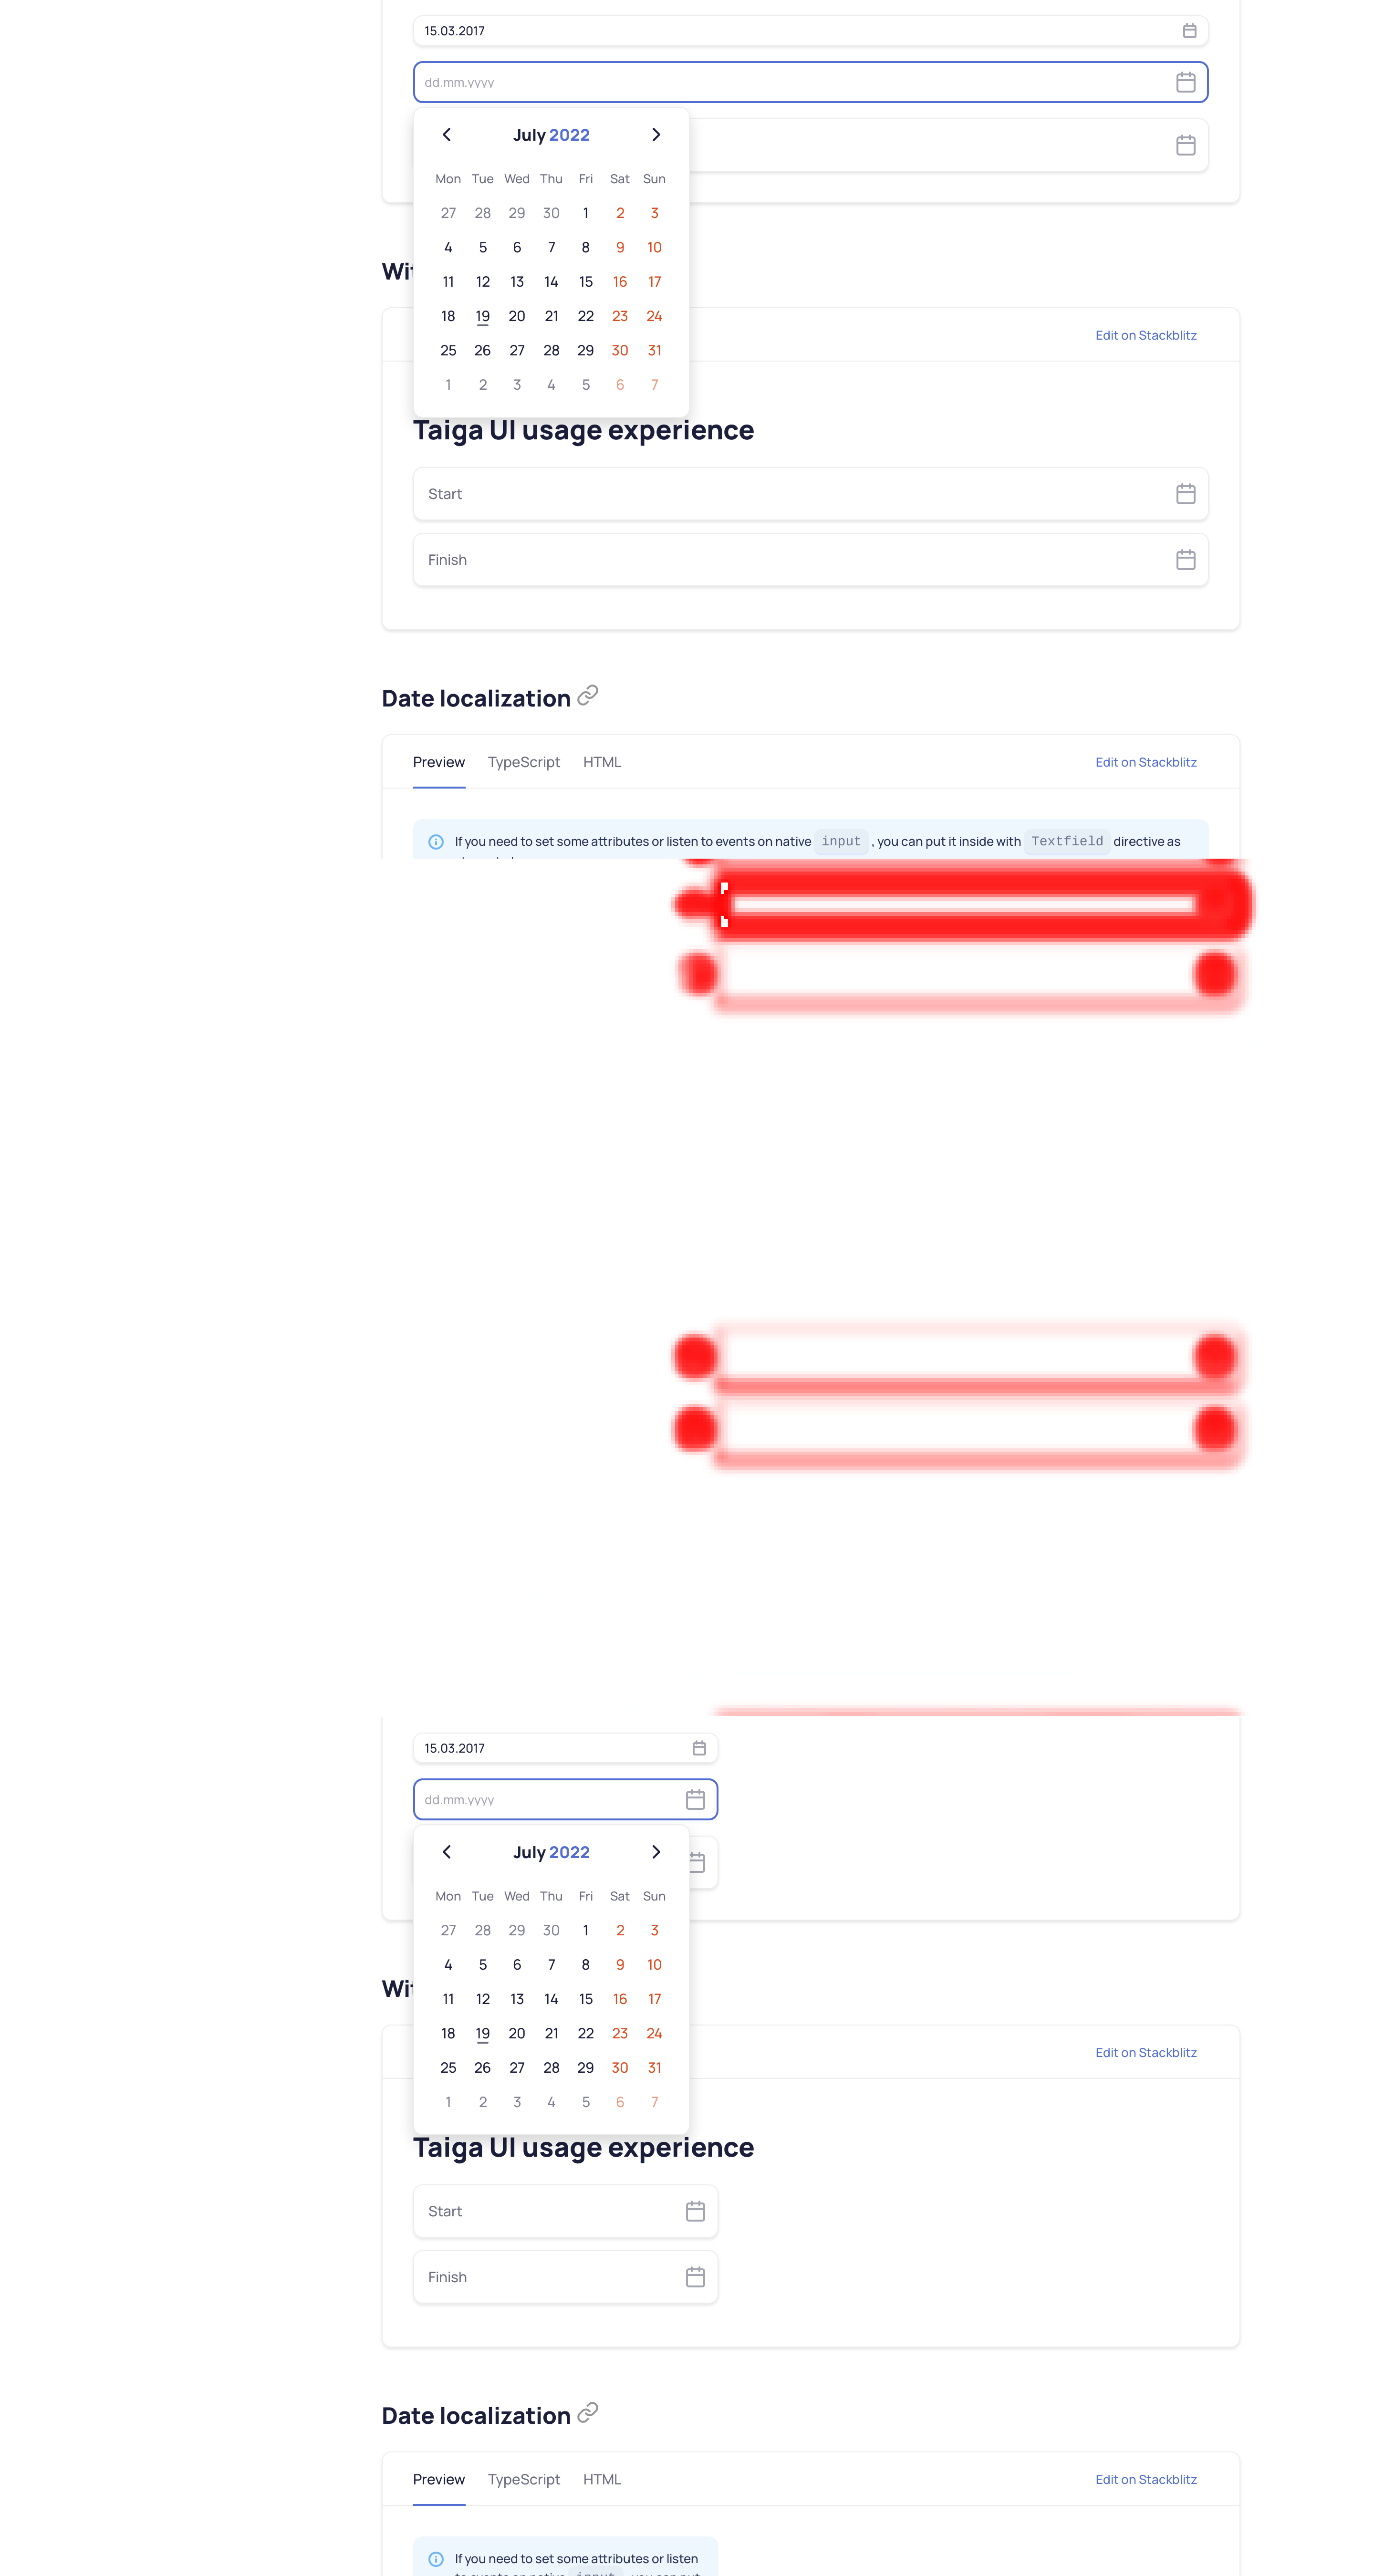 15.03.2017
dd.mm.yyyy
July 2022
Mon Tue Wed Thu Fri Sat Sun
27 28 29 30 1 2 3
4 5 6 7 8 9 10
11 12 13 14 15 16 17
18 19 20 21 22 23 24
25 26 27 28 29 30 31
1 2 3 4 5 6 7
Edit on Stackblitz
Taiga UI usage experience
Start
Finish
Date localization
Preview TypeScript HTML Edit on Stackblitz
If you need to set some attributes or listen to events on native input , you can put it inside with Textfield directive as
15.03.2017
dd.mm.yyyy
July 2022
Mon Tue Wed Thu Fri Sat Sun
27 28 29 30 1 2 3
4 5 6 7 8 9 10
11 12 13 14 15 16 17
18 19 20 21 22 23 24
25 26 27 28 29 30 31
1 2 3 4 5 6 7
Edit on Stackblitz
Taiga UI usage experience
Start
Finish
Date localization
Preview TypeScript HTML Edit on Stackblitz
If you need to set some attributes or listen